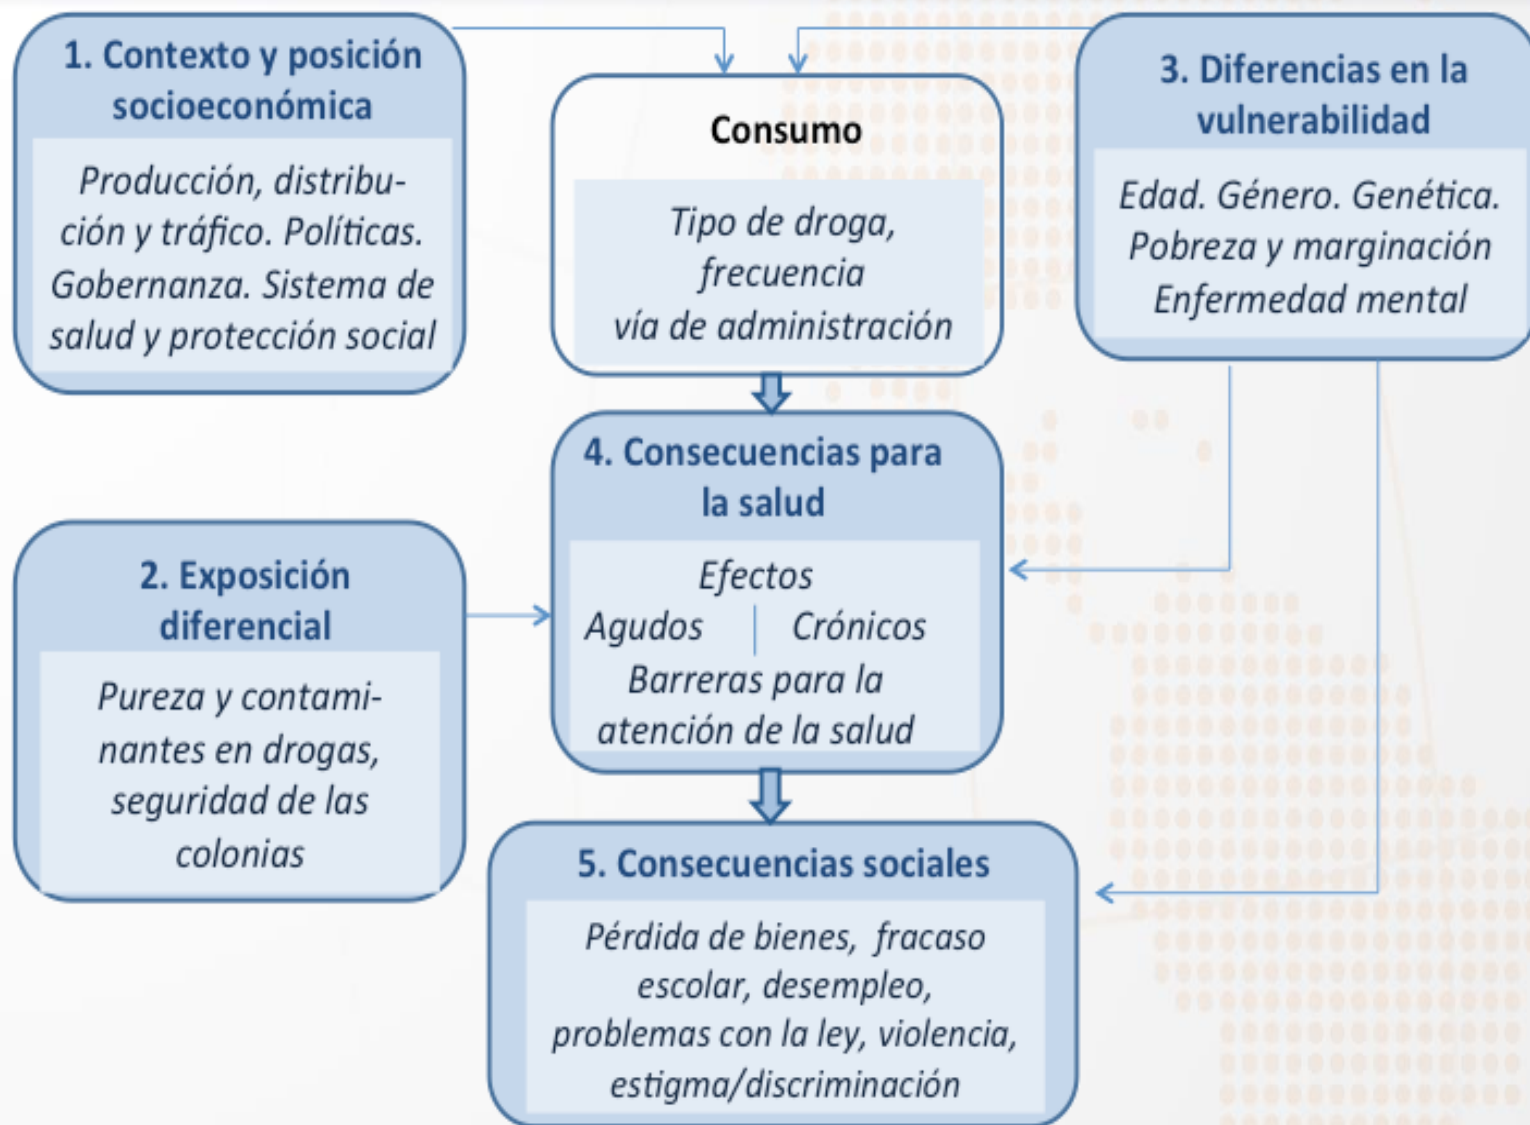 1. Contexto y posición
socioeconómica
Producción, distribu-
ción y tráfico. Políticas.
Gobernanza. Sistema de
salud y protección social
Consumo
Tipo de droga,
frecuencia
vía de administración
3. Diferencias en la
vulnerabilidad
Edad. Género. Genética.
Pobreza y marginación
Enfermedad mental
2. Exposición
diferencial
Pureza y contami-
nantes en drogas,
seguridad de las
colonias
4. Consecuencias para
la salud
Efectos
Agudos | Crónicos
Barreras para la
atención de la salud
5. Consecuencias sociales
Pérdida de bienes, fracaso
escolar, desempleo,
problemas con la ley, violencia,
estigma/discriminación